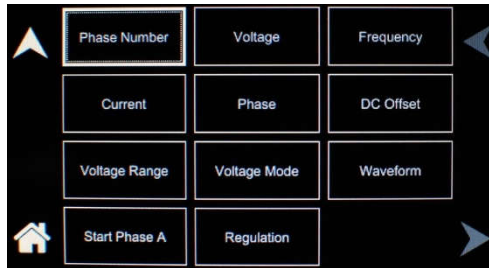 Phase Number
Voltage
Frequency
Current
Phase
DC Offset
Voltage Range
Voltage Mode
Waveform
Start Phase A
Regulation